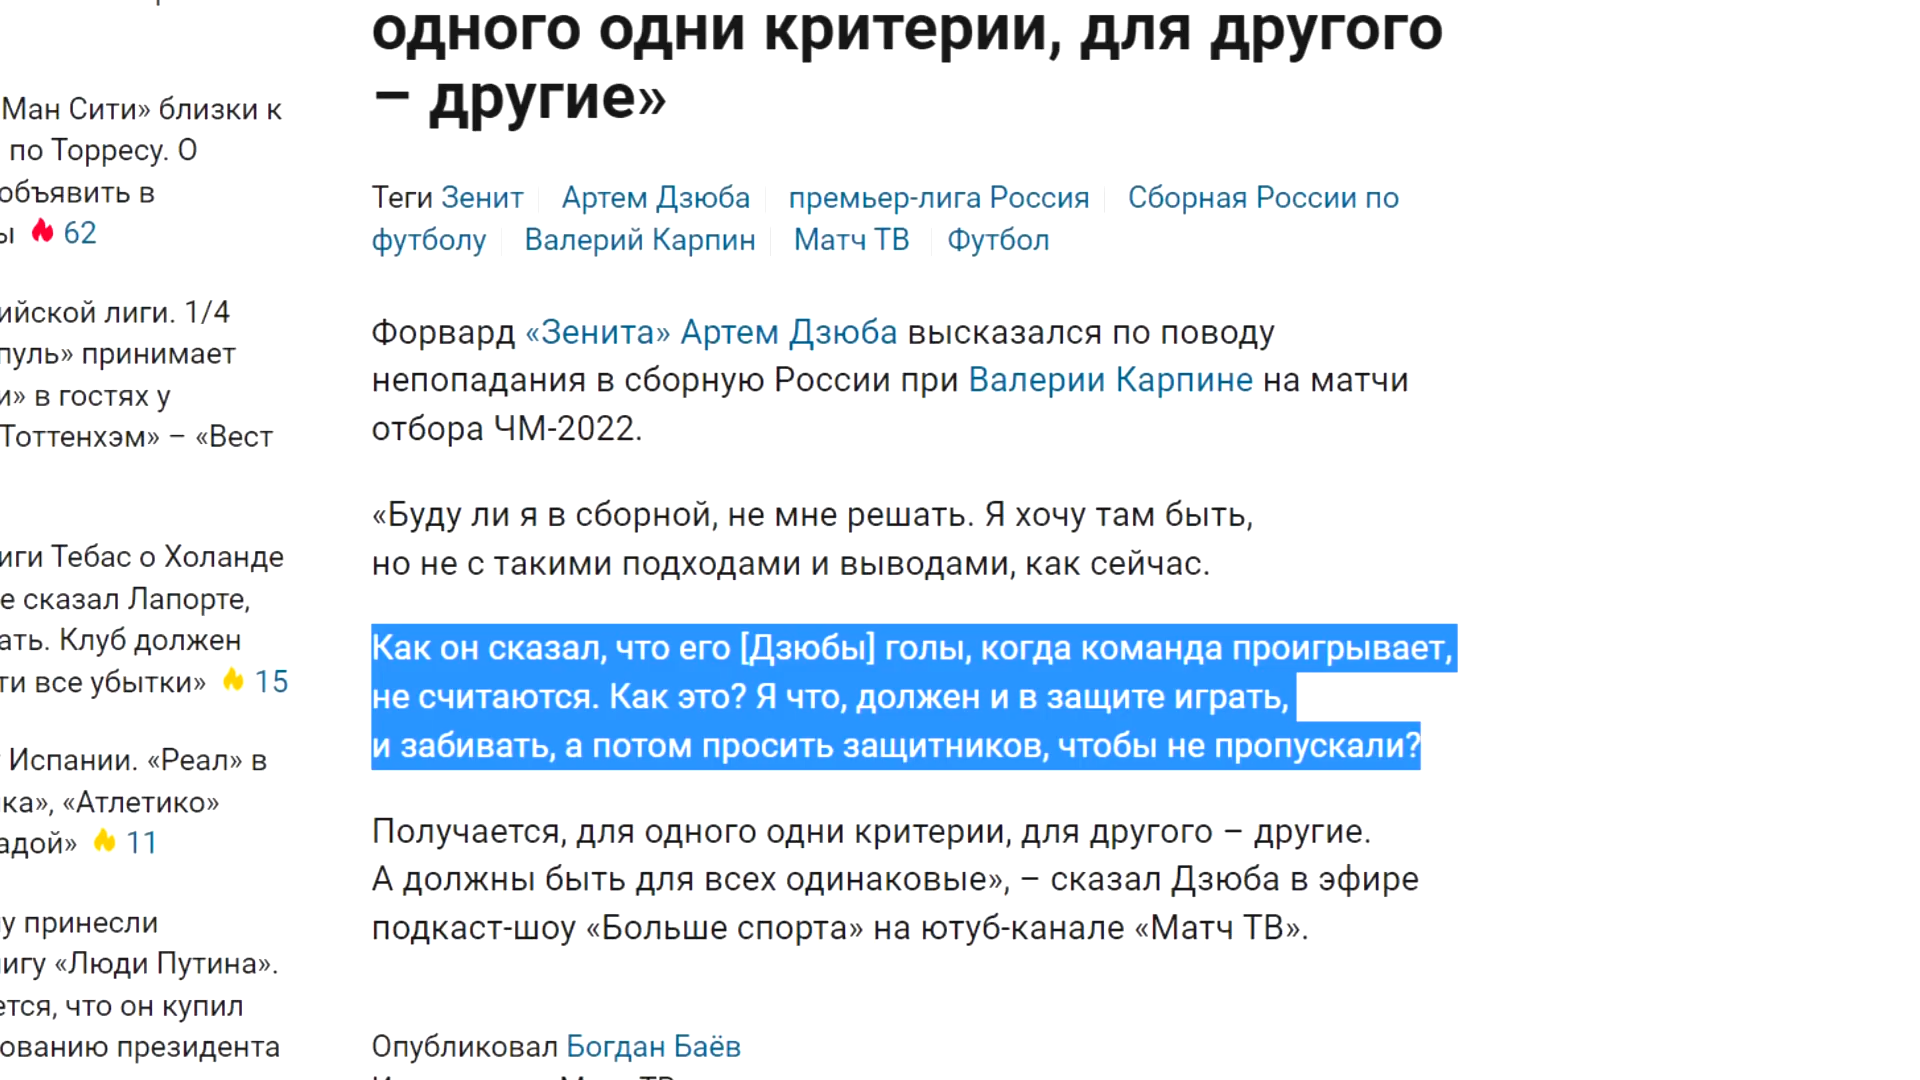 одного одни критерии, для другого
– другие»
Теги Зенит Артем Дзюба премьер-лига Россия Сборная России по
футболу Валерий Карпин Матч ТВ Футбол
Форвард «Зенита» Артем Дзюба высказался по поводу
непопадания в сборную России при Валерии Карпине на матчи
отбора ЧМ-2022.
«Буду ли я в сборной, не мне решать. Я хочу там быть,
но не с такими подходами и выводами, как сейчас.
Как он сказал, что его [Дзюбы] голы, когда команда проигрывает,
не считаются. Как это? Я что, должен и в защите играть,
и забивать, а потом просить защитников, чтобы не пропускали?
Получается, для одного одни критерии, для другого – другие.
А должны быть для всех одинаковые», – сказал Дзюба в эфире
подкаст-шоу «Больше спорта» на ютуб-канале «Матч ТВ».
Опубликовал Богдан Баёв
Ман Сити» близки к
по Торресу. О
объявить в
ы 62
ийской лиги. 1/4
пуль» принимает
и» в гостях у
Тоттенхэм» – «Вест
иги Тебас о Холанде
е сказал Лапорте,
ать. Клуб должен
ти все убытки» 15
Испании. «Реал» в
ка», «Атлетико»
адой» 11
у принесли
игу «Люди Путина».
ется, что он купил
ованию президента